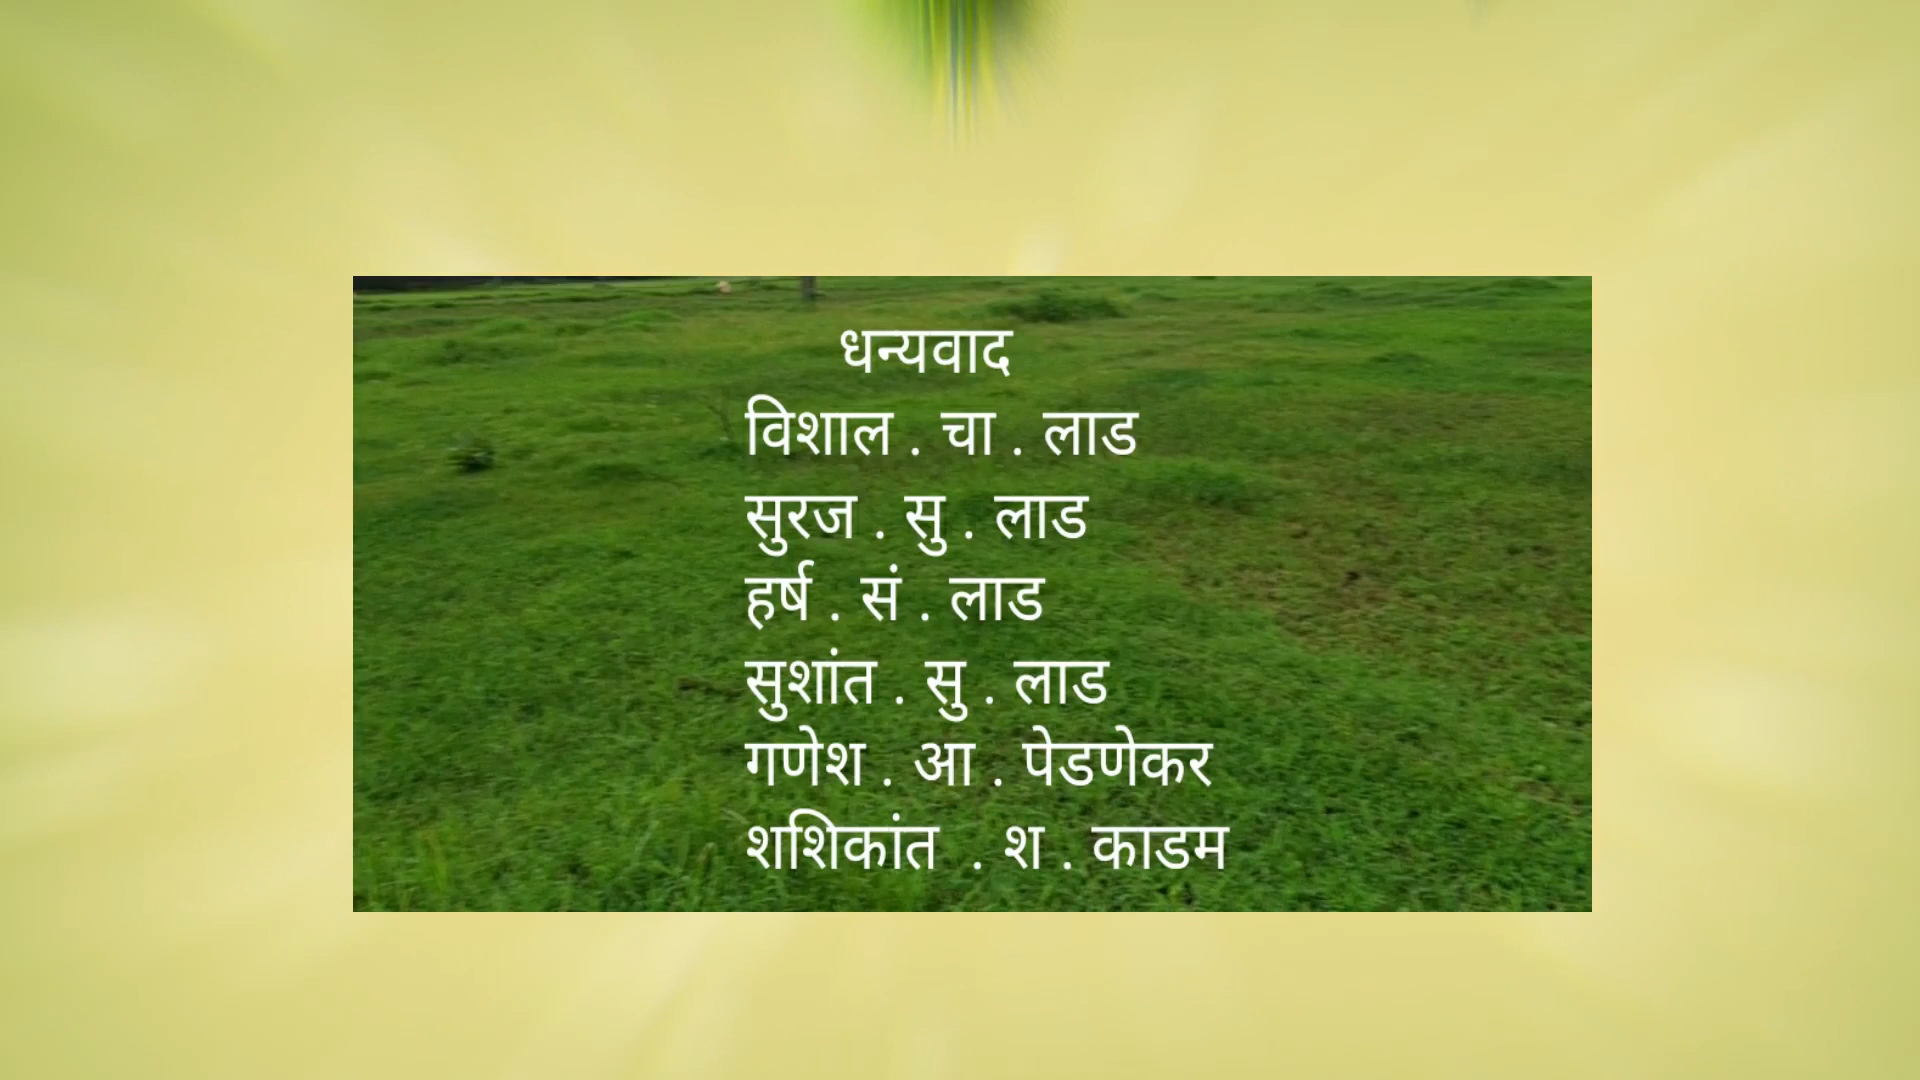 धन्यवाद
विशाल . चा . लाड
सुरज . सु . लाड
हर्ष . सं . लाड
सुशांत . सु . लाड
गणेश . आ . पेडणेकर
शशिकांत . श . काडम